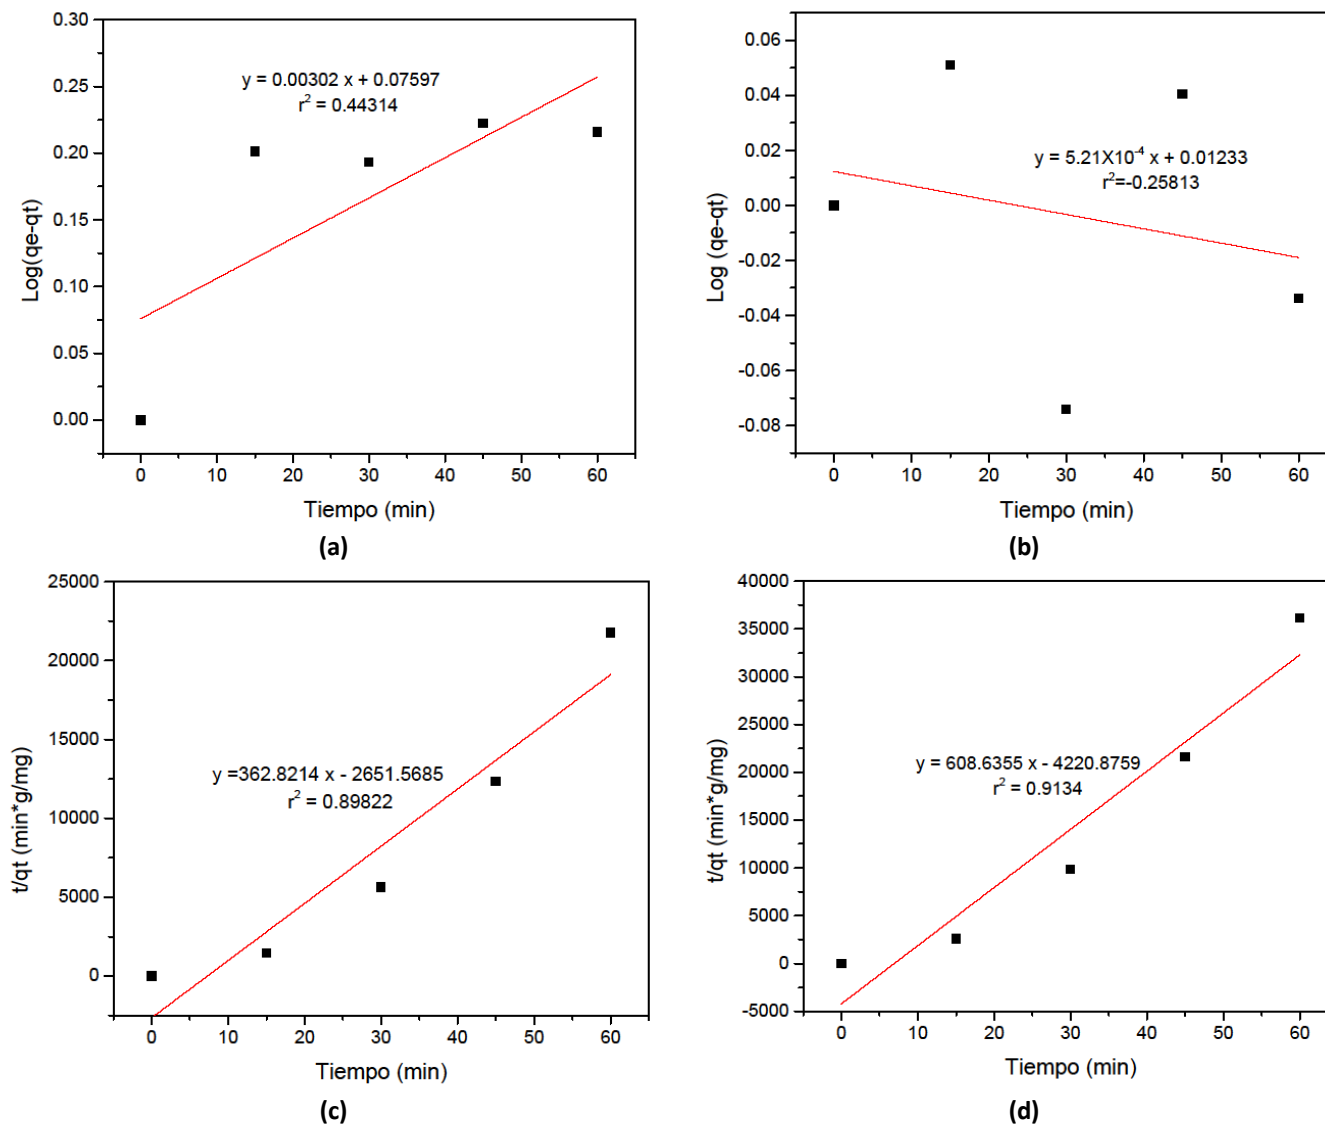 0.30
0.25
0.20
0.15
0.10
0.05
0.00
Log(qe-qt)
y = 0.00302 x + 0.07597
r² = 0.44314
0 10 20 30 40 50 60
Tiempo (min)
(a)
0.06
0.04
0.02
0.00
-0.02
-0.04
-0.06
-0.08
Log (qe-qt)
y = 5.21X10⁻⁴ x + 0.01233
r²=-0.25813
0 10 20 30 40 50 60
Tiempo (min)
(b)
25000
20000
15000
10000
5000
0
t/qt (min*g/mg)
y =362.8214 x - 2651.5685
r² = 0.89822
0 10 20 30 40 50 60
Tiempo (min)
(c)
40000
35000
30000
25000
20000
15000
10000
5000
0
-5000
t/qt (min*g/mg)
y = 608.6355 x - 4220.8759
r² = 0.9134
0 10 20 30 40 50 60
Tiempo (min)
(d)